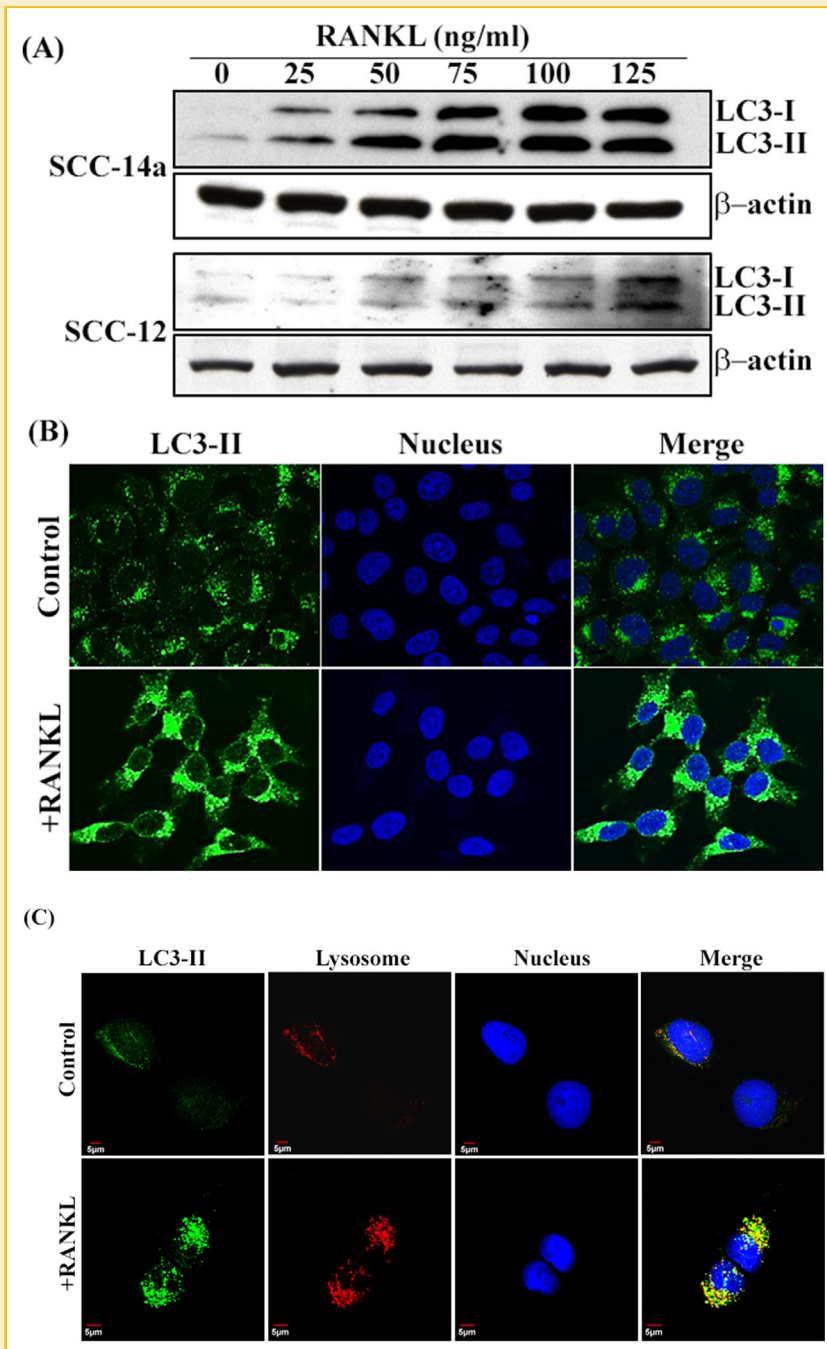 (A)
RANKL (ng/ml)
0 25 50 75 100 125
LC3-I
LC3-II
SCC-14a
β-actin
LC3-I
LC3-II
SCC-12
β-actin
(B)
LC3-II Nucleus Merge
Control
+RANKL
(C)
LC3-II Lysosome Nucleus Merge
Control
5μm 5μm 5μm 5μm
+RANKL
5μm 5μm 5μm 5μm